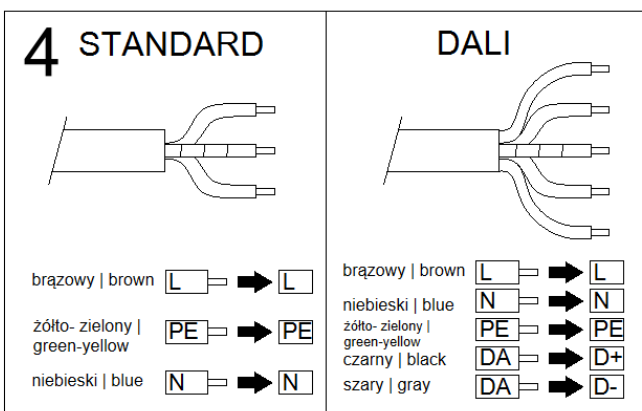 4 STANDARD
brązowy | brown L L
żółto- zielony |
green-yellow PE PE
niebieski | blue N N
DALI
brązowy | brown L L
niebieski | blue N N
żółto- zielony |
green-yellow PE PE
czarny | black DA D+
szary | gray DA D-